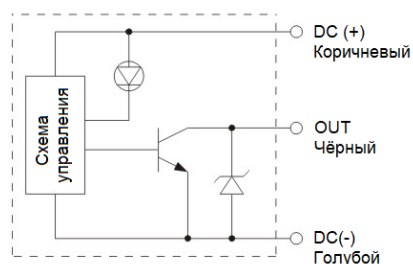 DC (+)
Коричневый
Схема
управления
OUT
Чёрный
DC(-)
Голубой